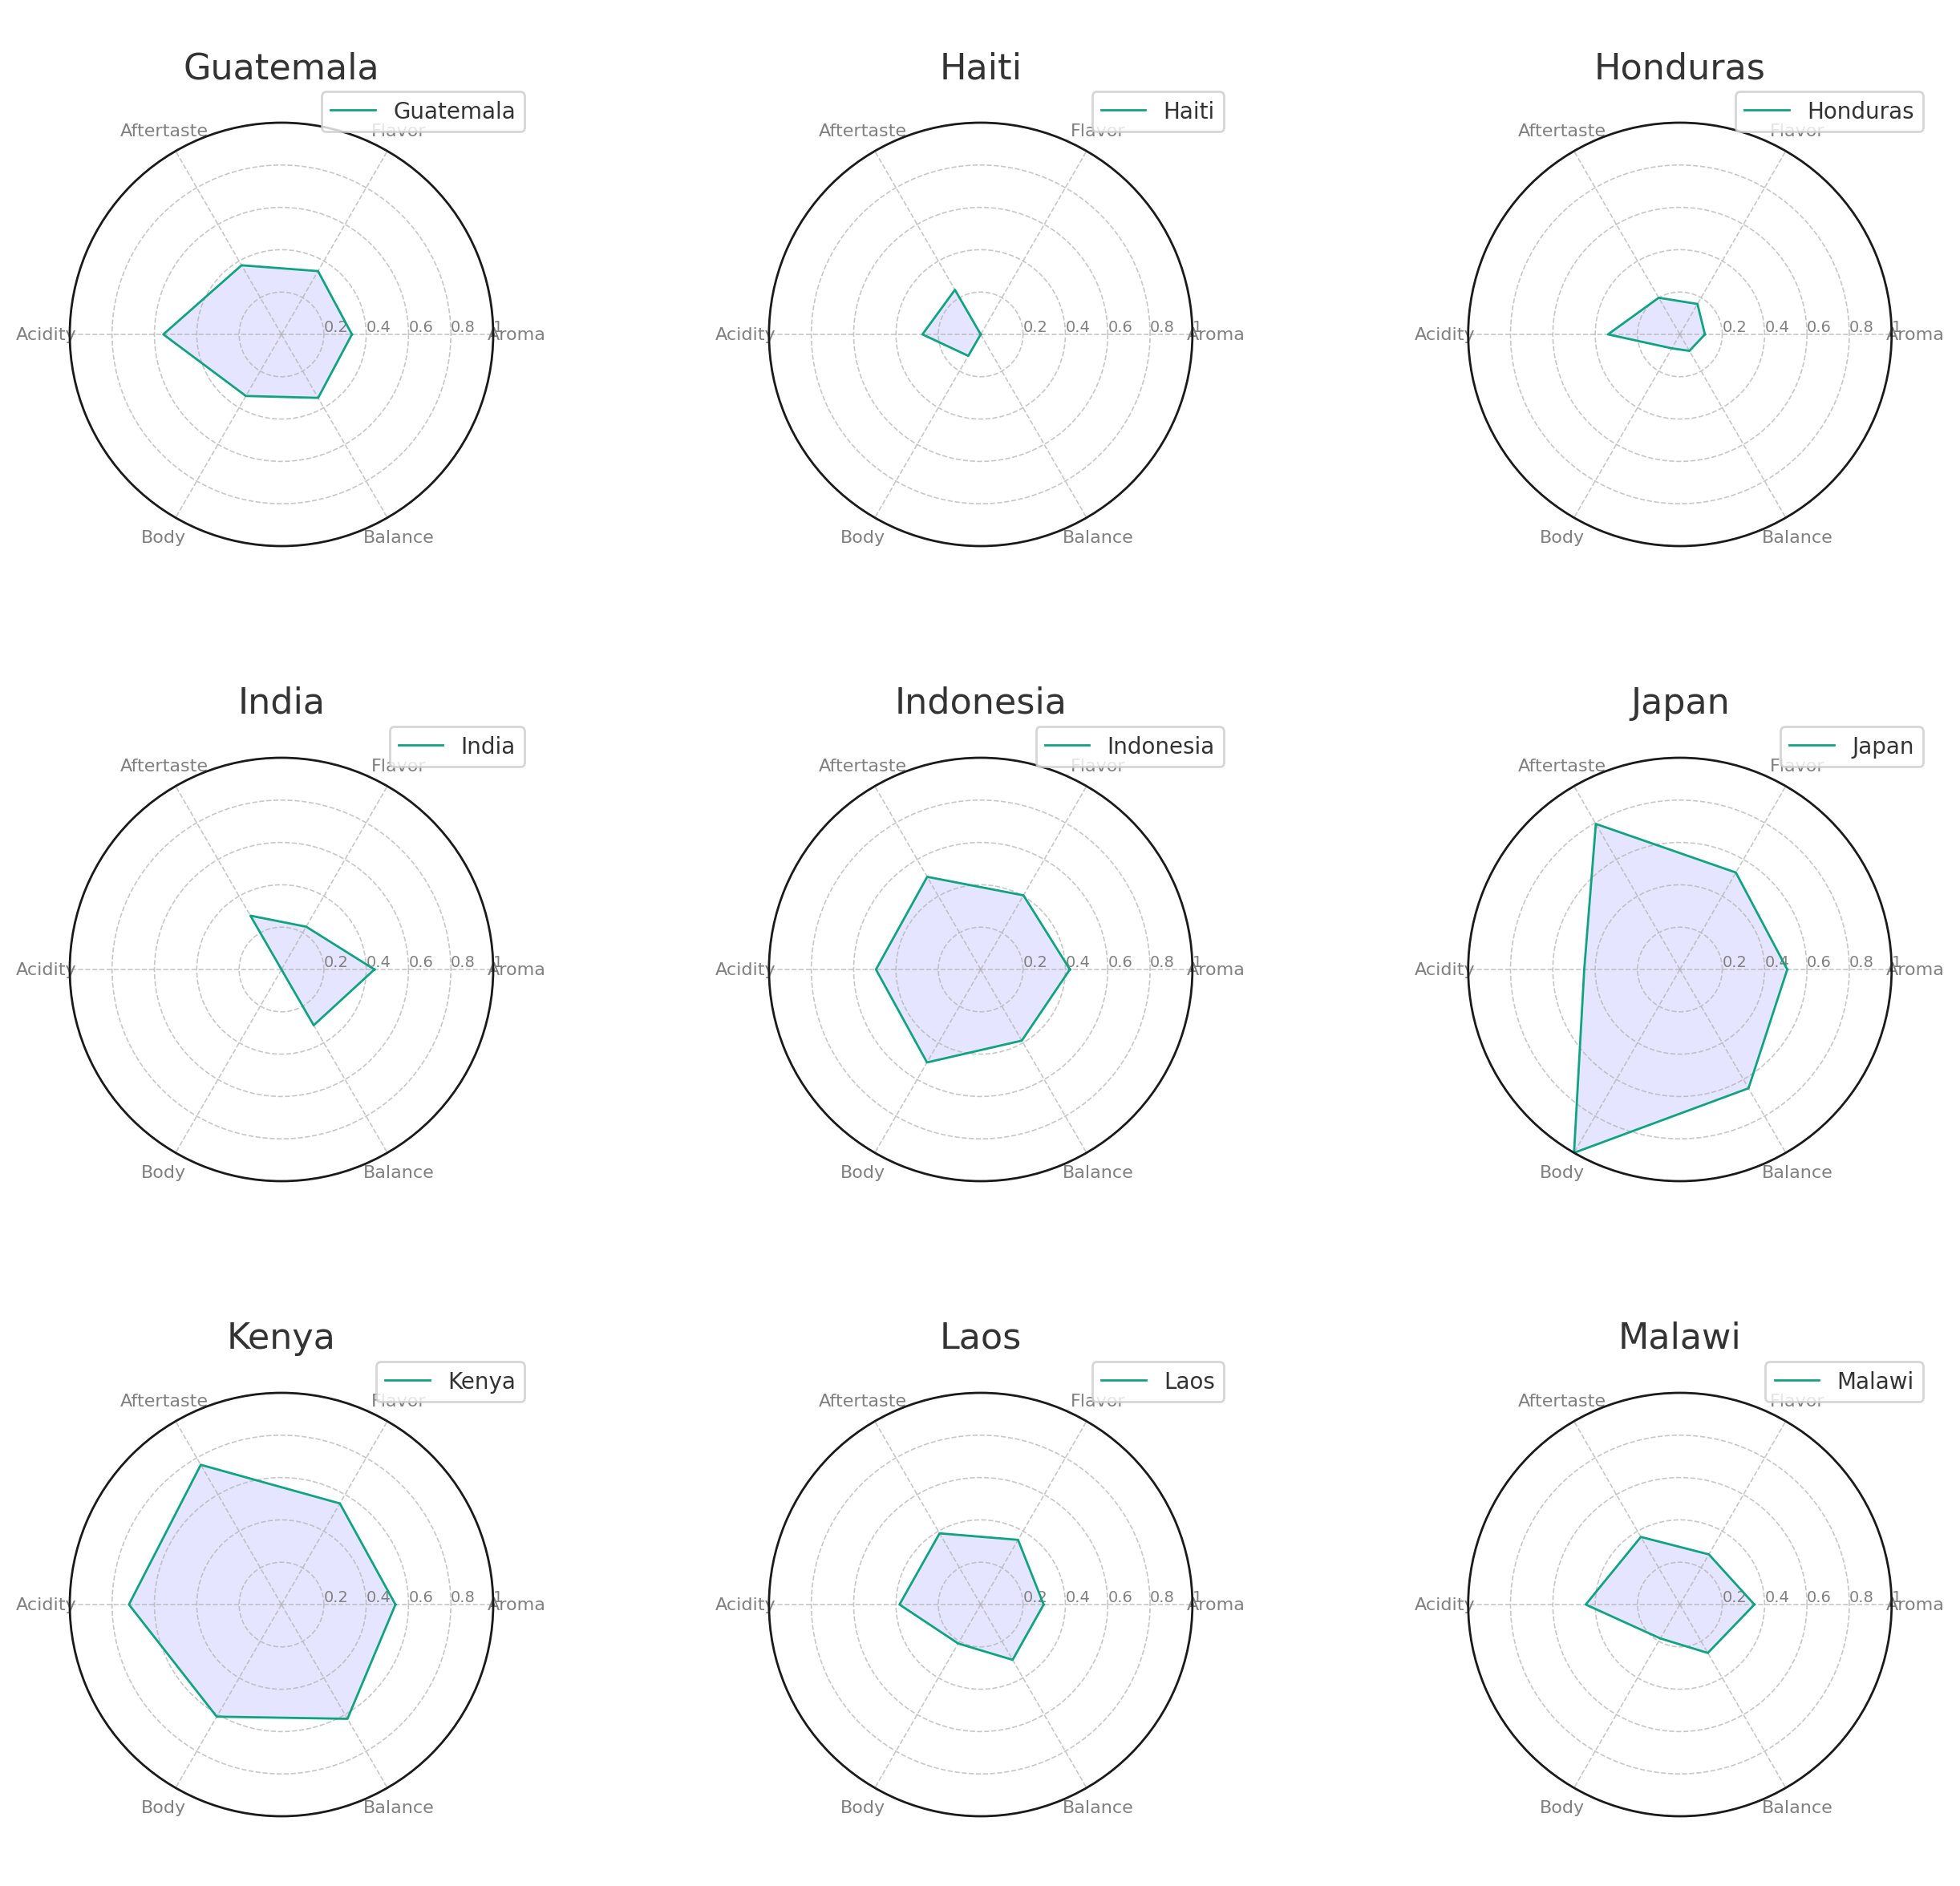 Guatemala
Guatemala
Aftertaste
Flavor
Acidity
0.2
0.4
0.6
0.8
1
Aroma
Body
Balance
Haiti
Haiti
Aftertaste
Flavor
Acidity
0.2
0.4
0.6
0.8
1
Aroma
Body
Balance
Honduras
Honduras
Aftertaste
Flavor
Acidity
0.2
0.4
0.6
0.8
1
Aroma
Body
Balance
India
India
Aftertaste
Flavor
Acidity
0.2
0.4
0.6
0.8
1
Aroma
Body
Balance
Indonesia
Indonesia
Aftertaste
Flavor
Acidity
0.2
0.4
0.6
0.8
1
Aroma
Body
Balance
Japan
Japan
Aftertaste
Flavor
Acidity
0.2
0.4
0.6
0.8
1
Aroma
Body
Balance
Kenya
Kenya
Aftertaste
Flavor
Acidity
0.2
0.4
0.6
0.8
1
Aroma
Body
Balance
Laos
Laos
Aftertaste
Flavor
Acidity
0.2
0.4
0.6
0.8
1
Aroma
Body
Balance
Malawi
Malawi
Aftertaste
Flavor
Acidity
0.2
0.4
0.6
0.8
1
Aroma
Body
Balance